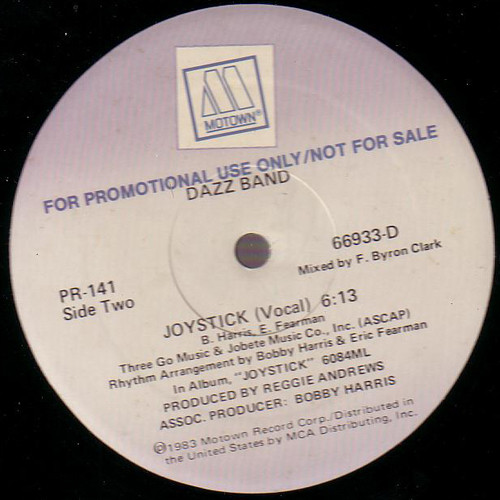 MOTOWN®
FOR PROMOTIONAL USE ONLY/NOT FOR SALE
DAZZ BAND
66933-D
Mixed by F. Byron Clark
PR-141
Side Two
JOYSTICK (Vocal) 6:13
B. Harris, E. Fearman
Three Go Music & Jobete Music Co., Inc. (ASCAP)
Rhythm Arrangement by Bobby Harris & Eric Fearman
In Album, "JOYSTICK" 6084ML
PRODUCED BY REGGIE ANDREWS
ASSOC. PRODUCER: BOBBY HARRIS
℗©1983 Motown Record Corp./Distributed in
the United States by MCA Distributing, Inc.